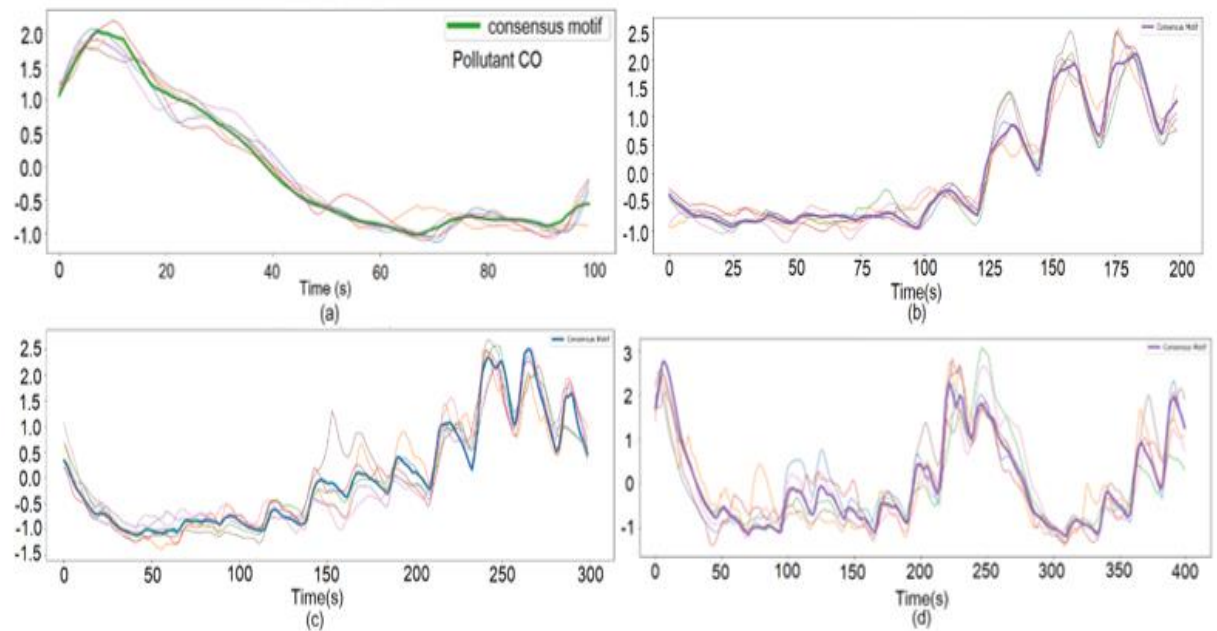 2.0
1.5
1.0
0.5
0.0
-0.5
-1.0
consensus motif
Pollutant CO
0 20 40 60 80 100
Time (s)
(a)
2.5
2.0
1.5
1.0
0.5
0.0
-0.5
-1.0
Consensus Motif
0 25 50 75 100 125 150 175 200
Time(s)
(b)
2.5
2.0
1.5
1.0
0.5
0.0
-0.5
-1.0
-1.5
Consensus Motif
0 50 100 150 200 250 300
Time(s)
(c)
3
2
1
0
-1
Consensus Motif
0 50 100 150 200 250 300 350 400
Time(s)
(d)